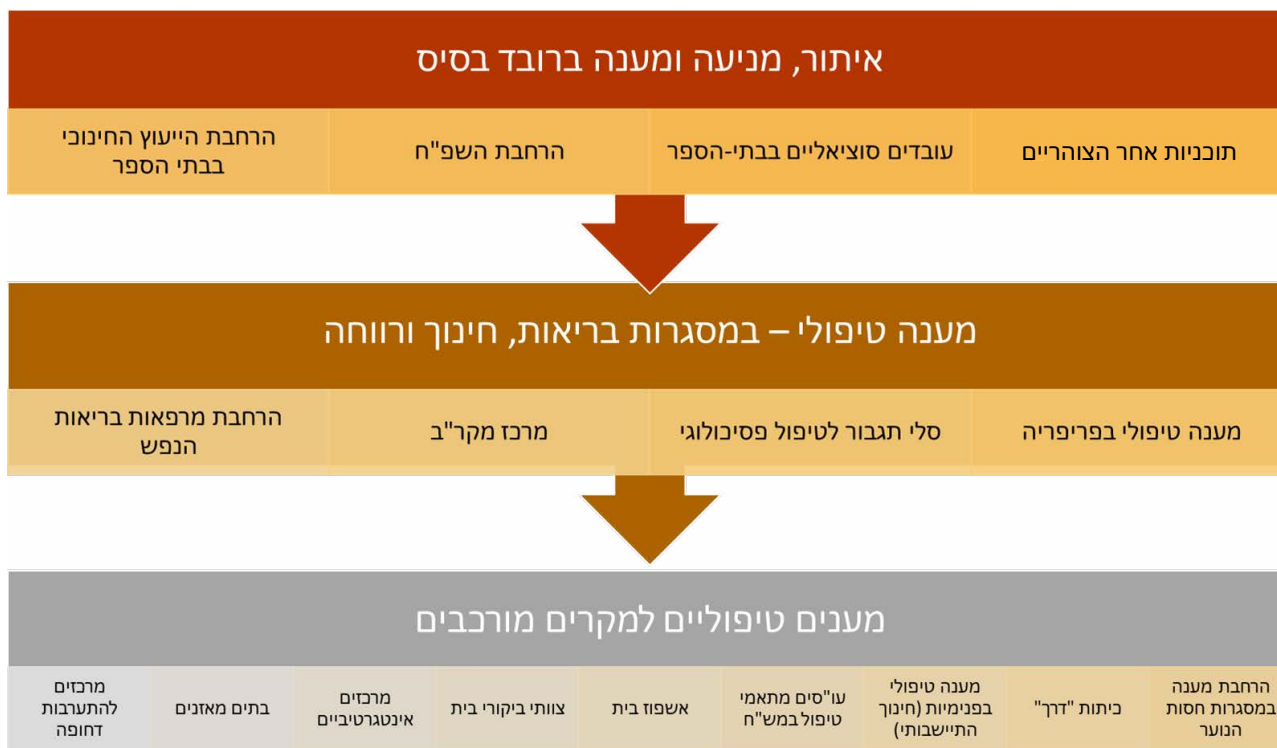 איתור, מניעה ומענה ברובד בסיס
תוכניות אחר הצוהריים
עובדים סוציאליים בבתי-הספר
הרחבת השפ"ח
הרחבת הייעוץ החינוכי
בבתי הספר
מענה טיפולי – במסגרות בריאות, חינוך ורווחה
מענה טיפולי בפריפריה
סלי תגבור לטיפול פסיכולוגי
מרכז מקר"ב
הרחבת מרפאות בריאות
הנפש
מענים טיפוליים למקרים מורכבים
הרחבת מענה
במסגרות חסות
הנוער
כיתות "דרך"
מענה טיפולי
בפנימיות (חינוך
התיישבותי)
עו"סים מתאמי
טיפול במש"ח
אשפוז בית
צוותי ביקורי בית
מרכזים
אינטגרטיביים
בתים מאזנים
מרכזים
להתערבות
דחופה